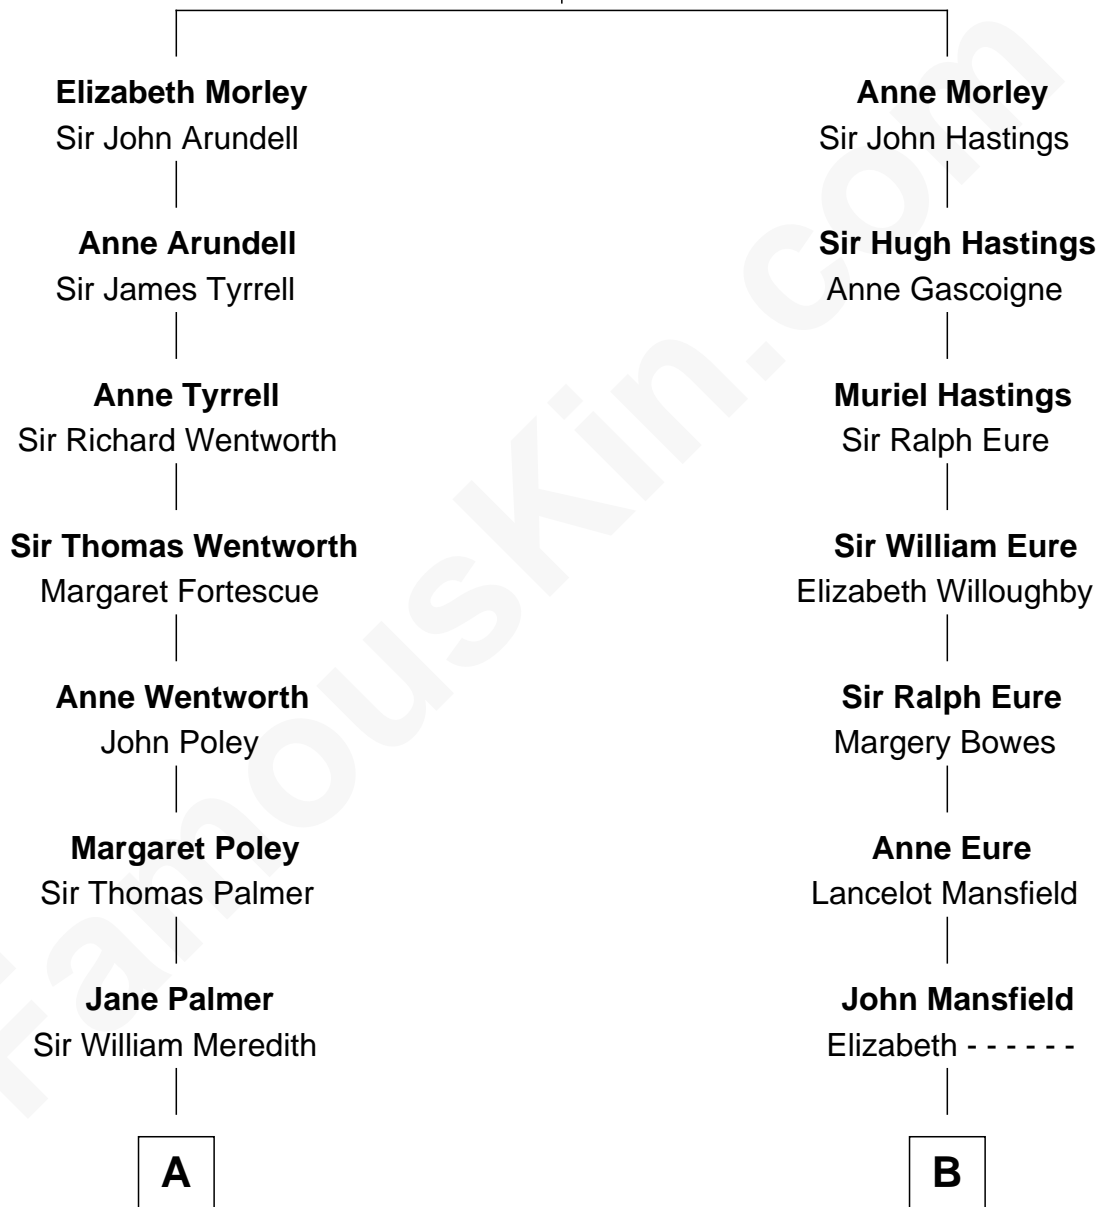 Elizabeth Morley
Sir John Arundell
Anne Arundell
Sir James Tyrrell
Anne Tyrrell
Sir Richard Wentworth
Sir Thomas Wentworth
Margaret Fortescue
Anne Wentworth
John Poley
Margaret Poley
Sir Thomas Palmer
Jane Palmer
Sir William Meredith
A
Anne Morley
Sir John Hastings
Sir Hugh Hastings
Anne Gascoigne
Muriel Hastings
Sir Ralph Eure
Sir William Eure
Elizabeth Willoughby
Sir Ralph Eure
Margery Bowes
Anne Eure
Lancelot Mansfield
John Mansfield
Elizabeth - - - - - -
B
FamousKin.com